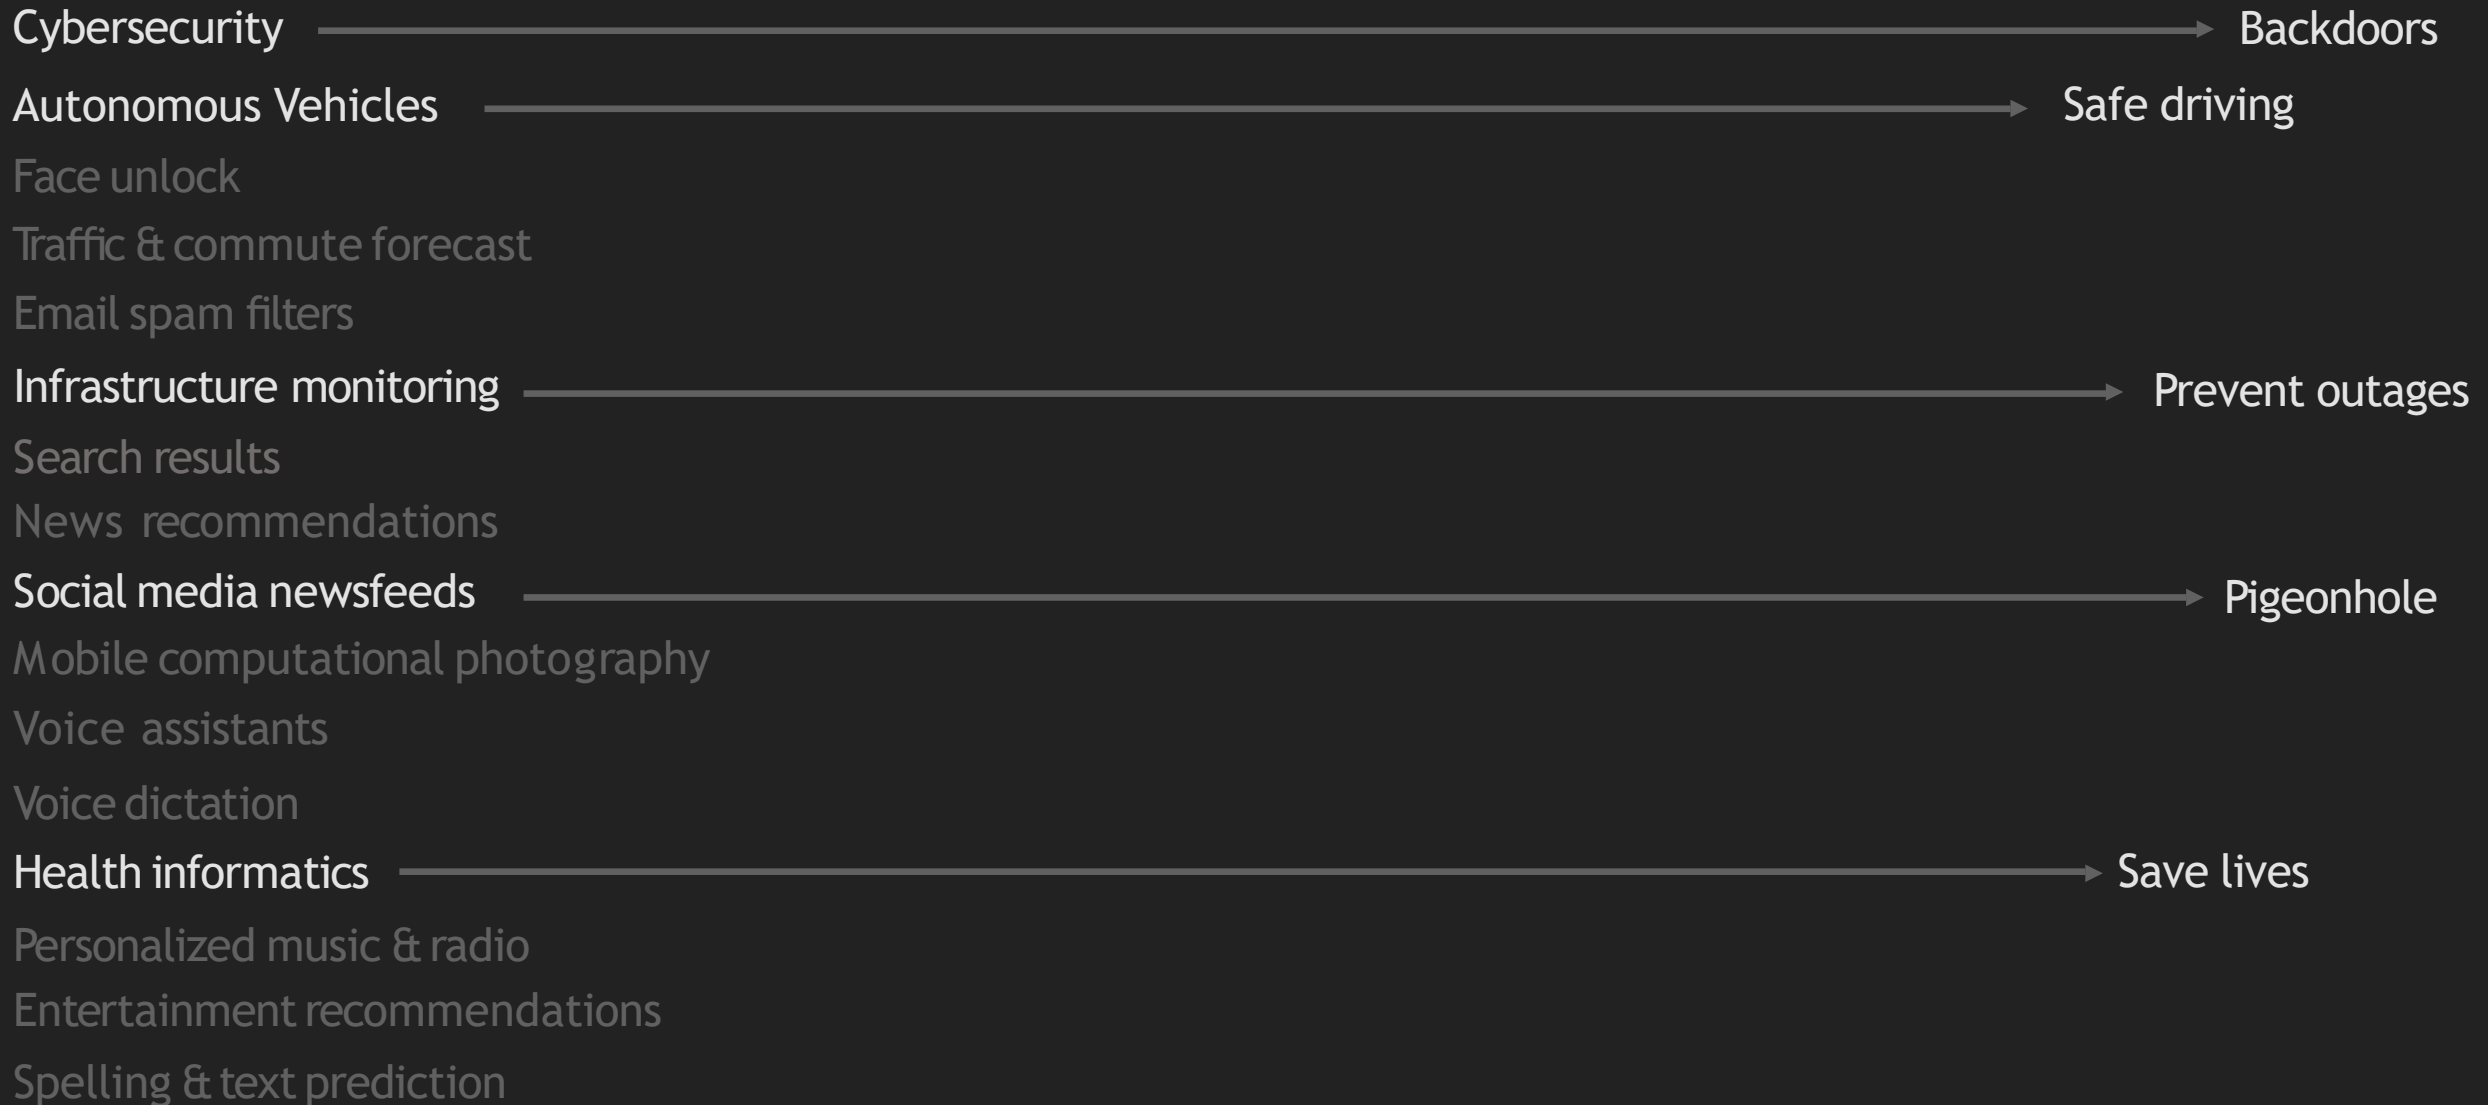 Cybersecurity Backdoors
Autonomous Vehicles Safe driving
Face unlock
Traffic & commute forecast
Email spam filters
Infrastructure monitoring Prevent outages
Search results
News recommendations
Social media newsfeeds Pigeonhole
Mobile computational photography
Voice assistants
Voice dictation
Health informatics Save lives
Personalized music & radio
Entertainment recommendations
Spelling & text prediction